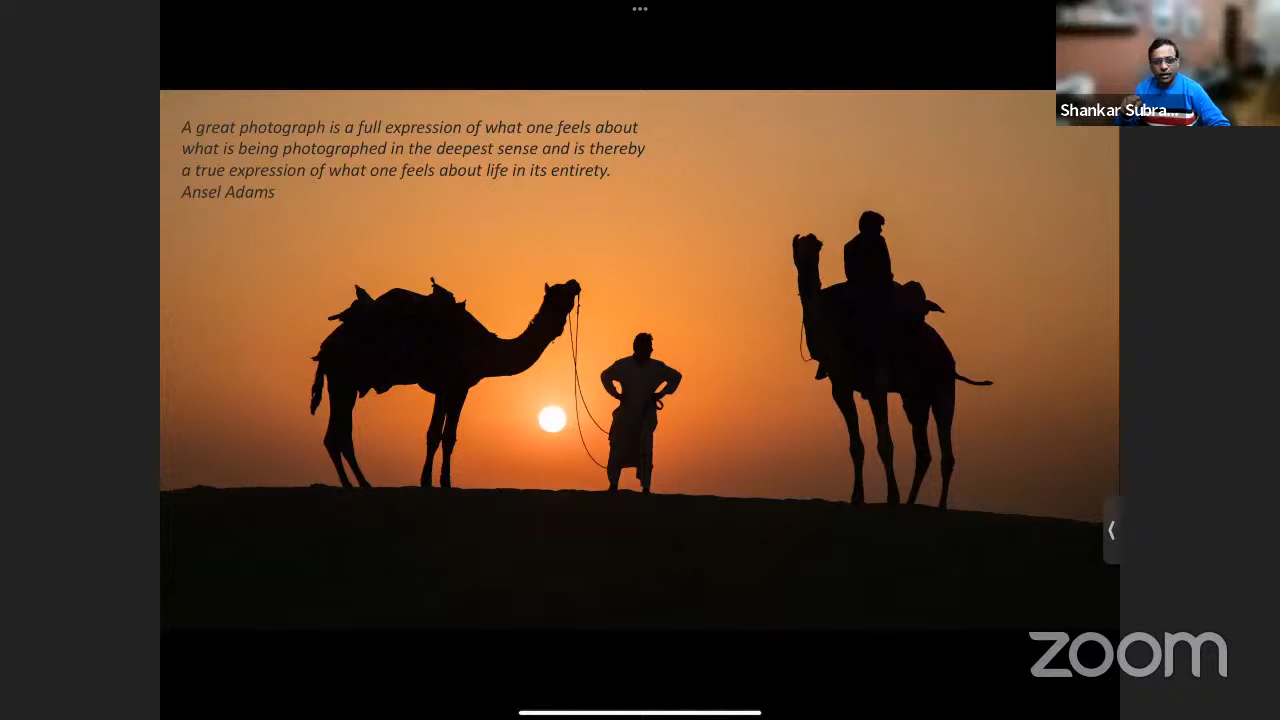 A great photograph is a full expression of what one feels about
what is being photographed in the deepest sense and is thereby
a true expression of what one feels about life in its entirety.
Ansel Adams
Shankar Subra...
zoom